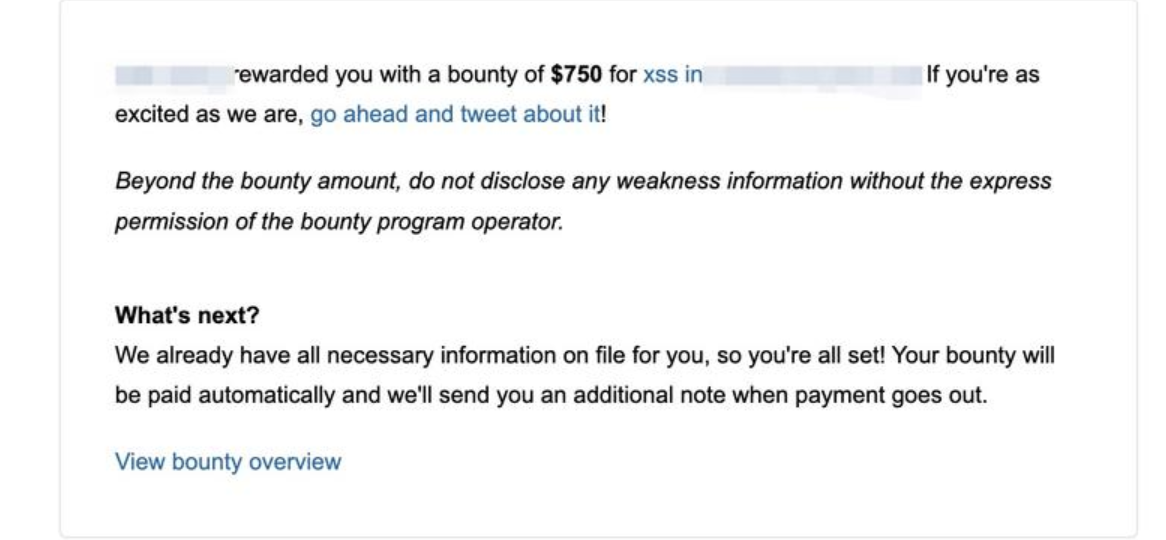 rewarded you with a bounty of $750 for xss in If you're as
excited as we are, go ahead and tweet about it!
Beyond the bounty amount, do not disclose any weakness information without the express
permission of the bounty program operator.
What's next?
We already have all necessary information on file for you, so you're all set! Your bounty will
be paid automatically and we'll send you an additional note when payment goes out.
View bounty overview